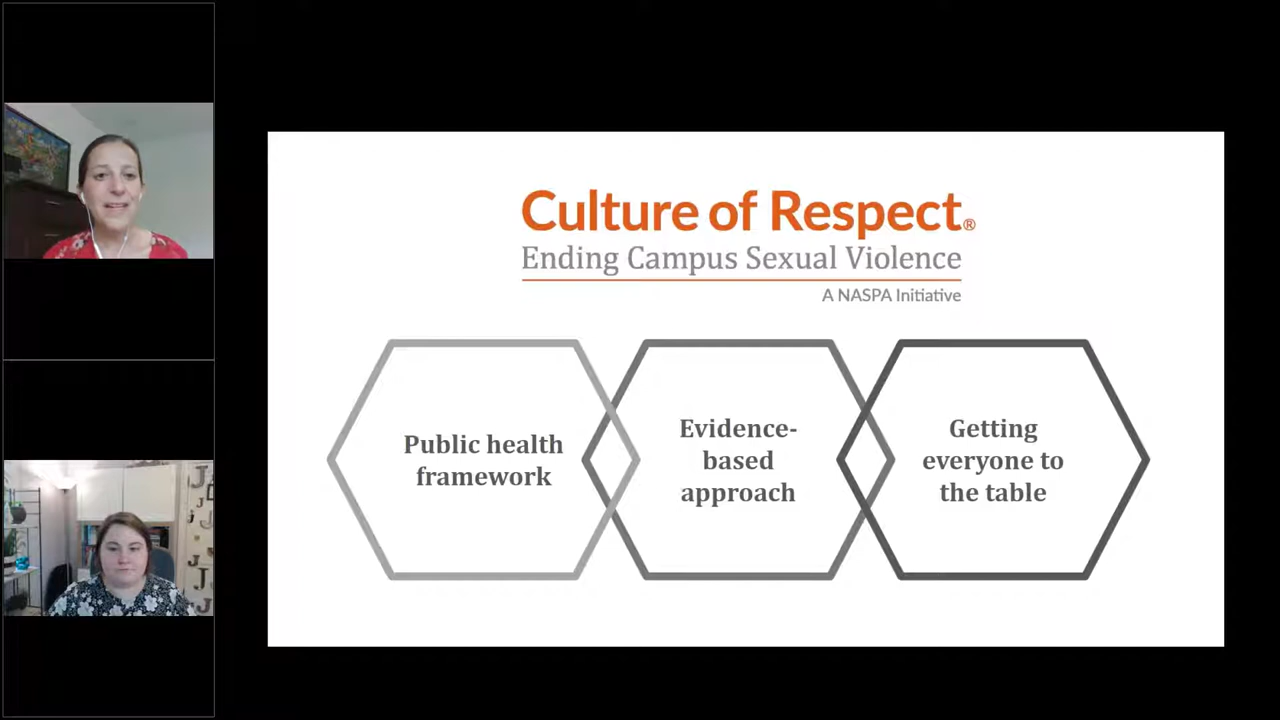 Culture of Respect®
Ending Campus Sexual Violence
A NASPA Initiative
Public health
framework
Evidence-
based
approach
Getting
everyone to
the table